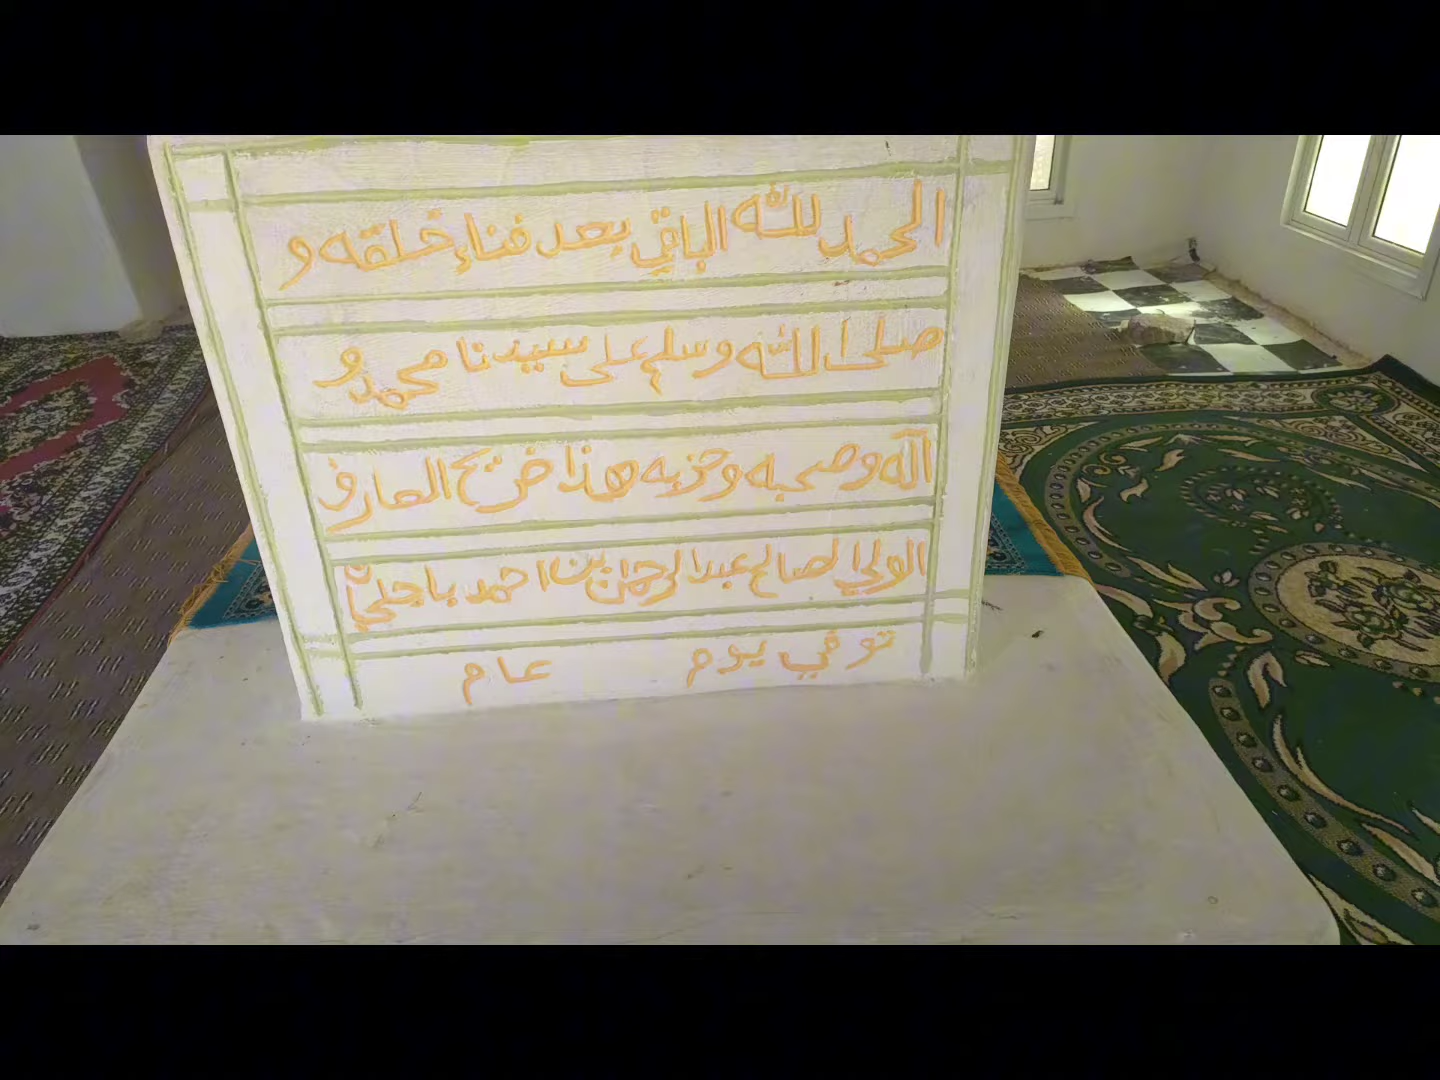 الحمد لله الباقي بعد فناء خلقه و
صلى الله وسلم على سيدنا محمد و
آله وصحبه وحزبه هذا ضريح العارف
الولي الصالح عبدالرحمن بن احمد باجلحان
توفي يوم عام